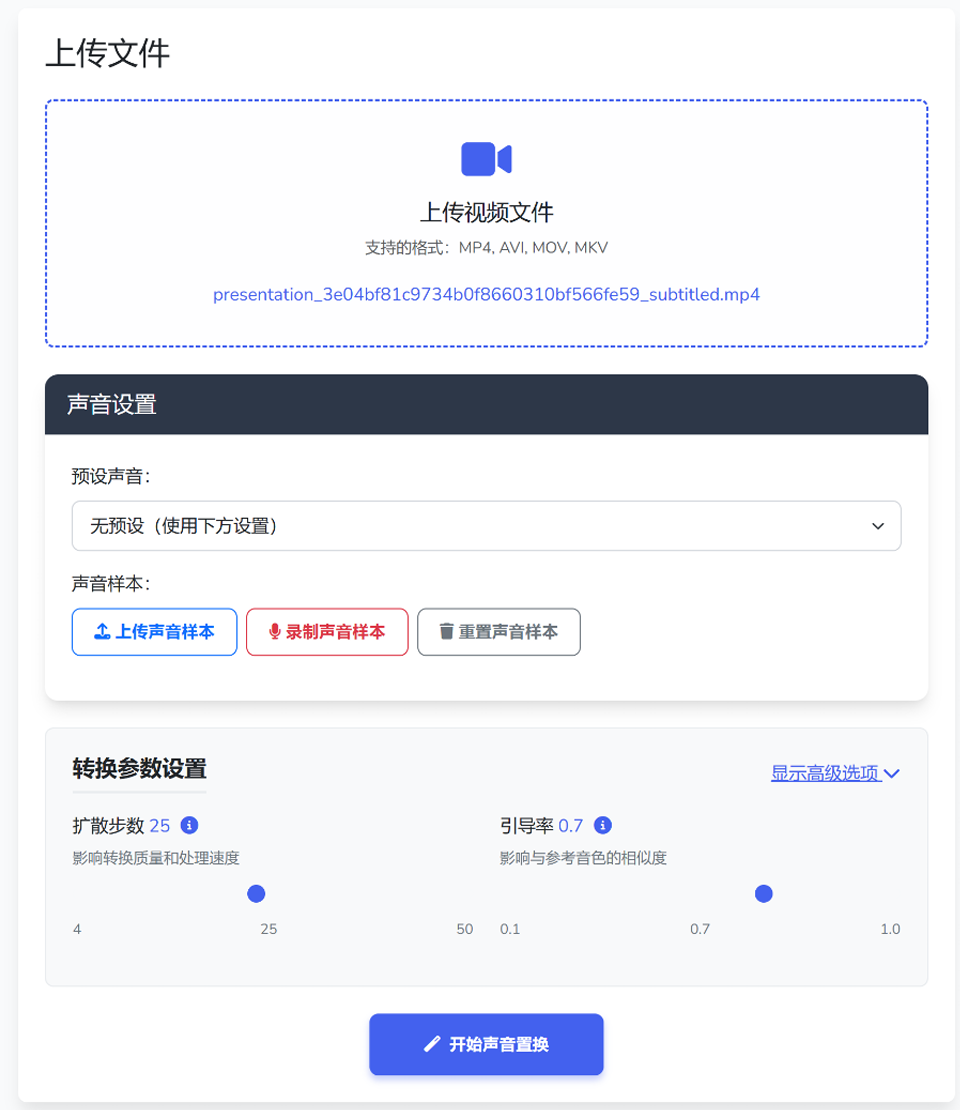 上传文件
上传视频文件
支持的格式：MP4, AVI, MOV, MKV
presentation_3e04bf81c9734b0f8660310bf566fe59_subtitled.mp4
声音设置
预设声音：
无预设（使用下方设置）
声音样本：
上传声音样本 录制声音样本 重置声音样本
转换参数设置 显示高级选项
扩散步数 25 引导率 0.7
影响转换质量和处理速度 影响与参考音色的相似度
4 25 50 0.1 0.7 1.0
开始声音置换